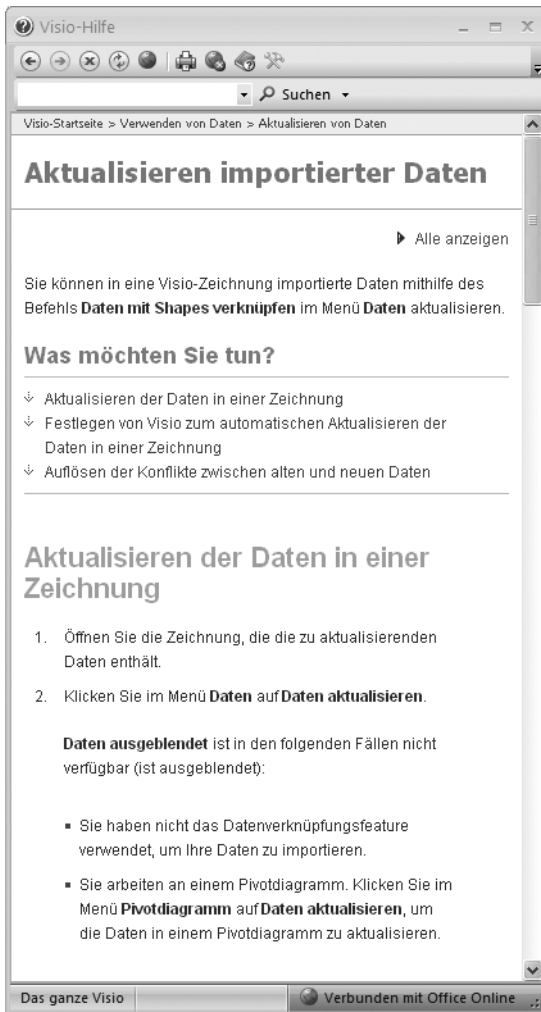 Visio-Hilfe
Suchen
Visio-Startseite > Verwenden von Daten > Aktualisieren von Daten
Aktualisieren importierter Daten
Alle anzeigen
Sie können in eine Visio-Zeichnung importierte Daten mithilfe des
Befehls Daten mit Shapes verknüpfen im Menü Daten aktualisieren.
Was möchten Sie tun?
Aktualisieren der Daten in einer Zeichnung
Festlegen von Visio zum automatischen Aktualisieren der
Daten in einer Zeichnung
Auflösen der Konflikte zwischen alten und neuen Daten
Aktualisieren der Daten in einer
Zeichnung
1. Öffnen Sie die Zeichnung, die die zu aktualisierenden
Daten enthält.
2. Klicken Sie im Menü Daten auf Daten aktualisieren.
Daten ausgeblendet ist in den folgenden Fällen nicht
verfügbar (ist ausgeblendet):
▪ Sie haben nicht das Datenverknüpfungsfeature
verwendet, um Ihre Daten zu importieren.
▪ Sie arbeiten an einem Pivotdiagramm. Klicken Sie im
Menü Pivotdiagramm auf Daten aktualisieren, um
die Daten in einem Pivotdiagramm zu aktualisieren.
Das ganze Visio
Verbunden mit Office Online